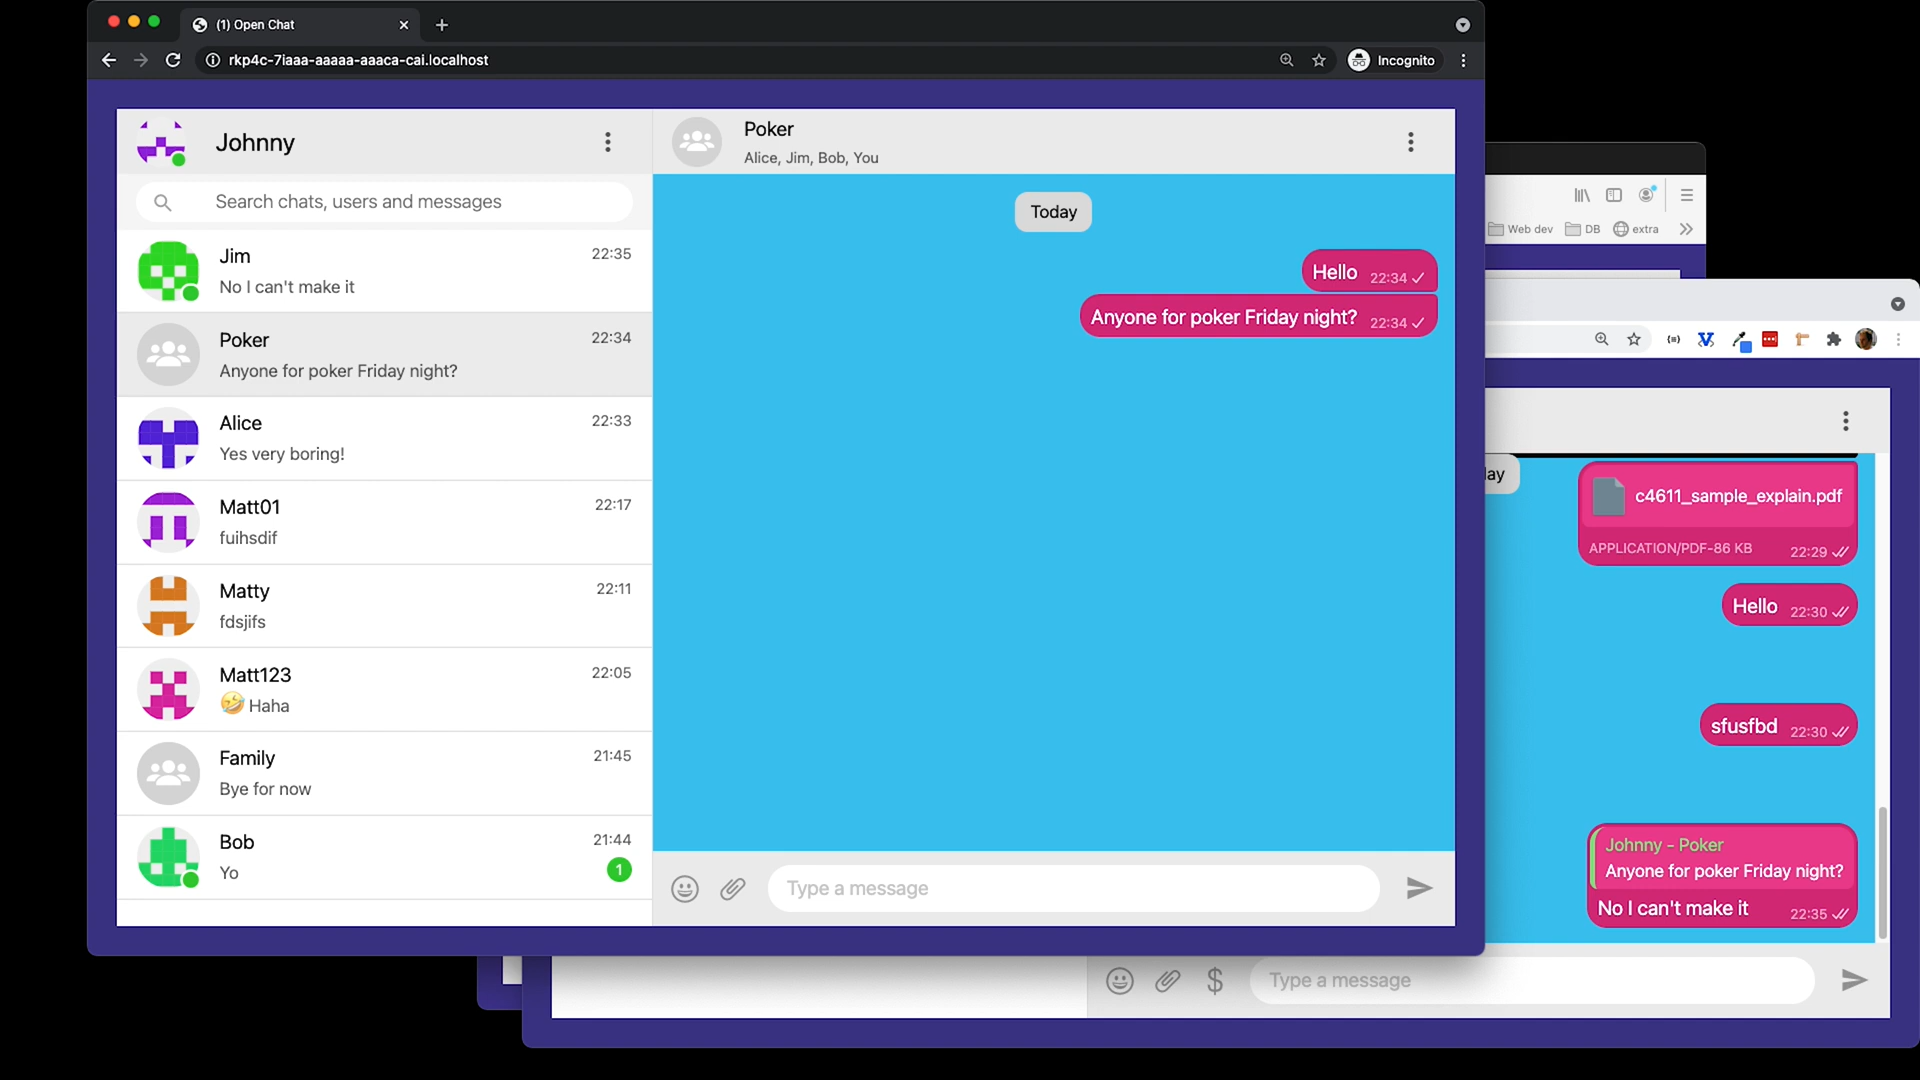 (1) Open Chat
rkp4c-7iaaa-aaaaa-aaaca-cai.localhost
Incognito
Johnny
Search chats, users and messages
Jim
22:35
No I can't make it
Poker
22:34
Anyone for poker Friday night?
Alice
22:33
Yes very boring!
Matt01
22:17
fuihsdif
Matty
22:11
fdsjifs
Matt123
22:05
🤣 Haha
Family
21:45
Bye for now
Bob
21:44
Yo
1
Poker
Alice, Jim, Bob, You
Today
Hello 22:34
Anyone for poker Friday night? 22:34
Type a message
Web dev DB extra
ay
c4611_sample_explain.pdf
APPLICATION/PDF-86 KB 22:29
Hello 22:30
sfusfbd 22:30
Johnny - Poker
Anyone for poker Friday night?
No I can't make it 22:35
$
Type a message